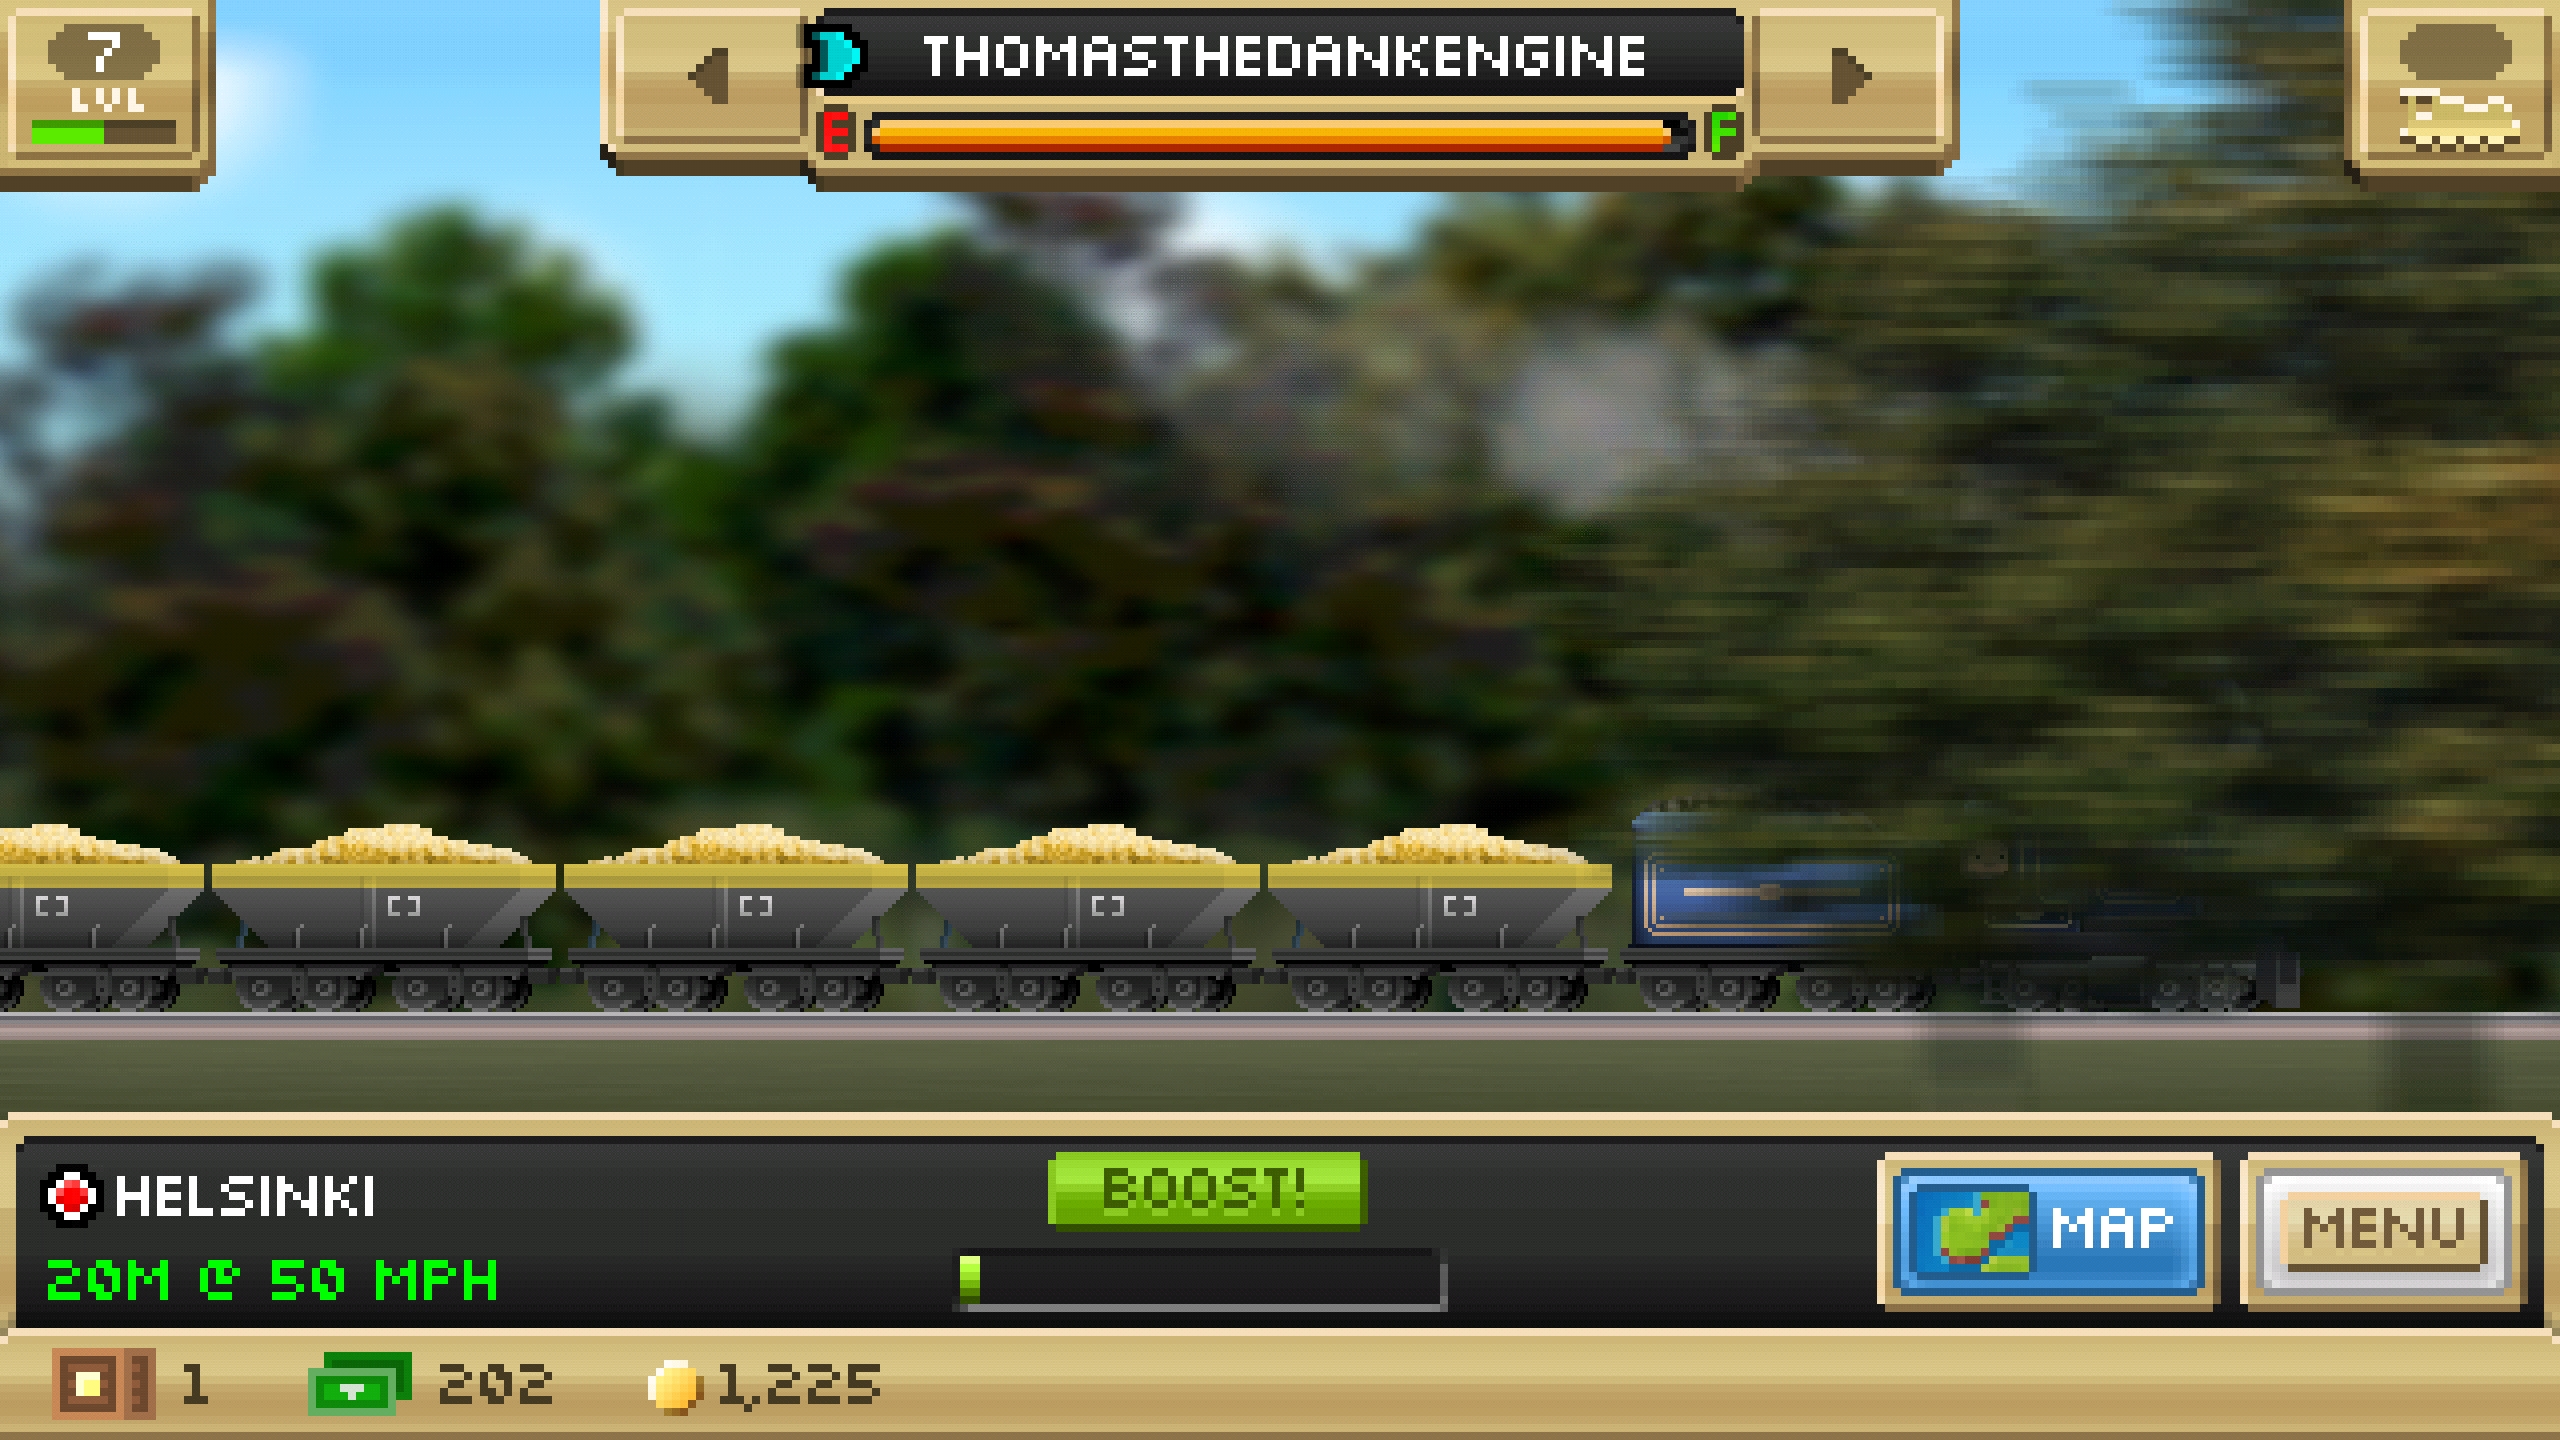 7
LVL
THOMASTHEDANKENGINE
E F
HELSINKI
20M @ 50 MPH
BOOST!
MAP
MENU
1
202
1,225